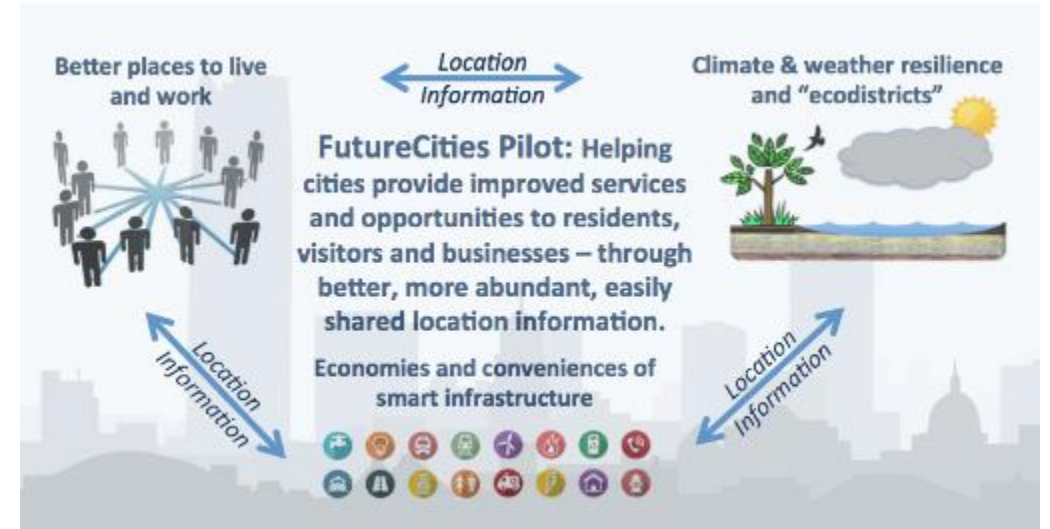 Better places to live
and work
Location
Information
Climate & weather resilience
and “ecodistricts”
FutureCities Pilot: Helping
cities provide improved services
and opportunities to residents,
visitors and businesses – through
better, more abundant, easily
shared location information.
Location
Information
Location
Information
Economies and conveniences of
smart infrastructure